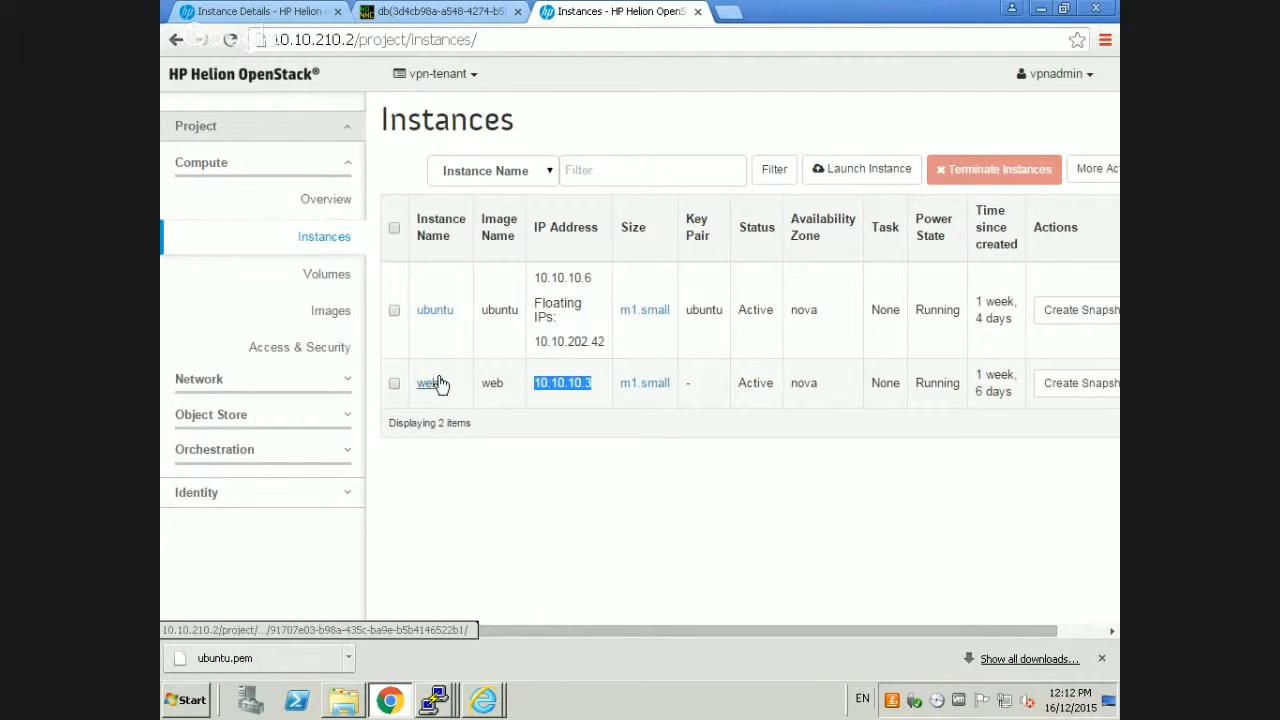 Instance Details - HP Helion
db(3d4cb98a-a548-4274-b5
Instances - HP Helion OpenS
10.10.210.2/project/instances/
HP Helion OpenStack®
vpn-tenant
vpnadmin
Project
Compute
Overview
Instances
Volumes
Images
Access & Security
Network
Object Store
Orchestration
Identity
Instances
Instance Name
Filter
Filter
Launch Instance
Terminate Instances
More Ac
Instance Name
Image Name
IP Address
Size
Key Pair
Status
Availability Zone
Task
Power State
Time since created
Actions
ubuntu
ubuntu
10.10.10.6
Floating IPs:
10.10.202.42
m1.small
ubuntu
Active
nova
None
Running
1 week, 4 days
Create Snapsh
web
web
10.10.10.3
m1.small
-
Active
nova
None
Running
1 week, 6 days
Create Snapsh
Displaying 2 items
10.10.210.2/project/.../91707e03-b98a-435c-ba9e-b5b4146522b1/
ubuntu.pem
Show all downloads...
Start
EN
12:12 PM
16/12/2015